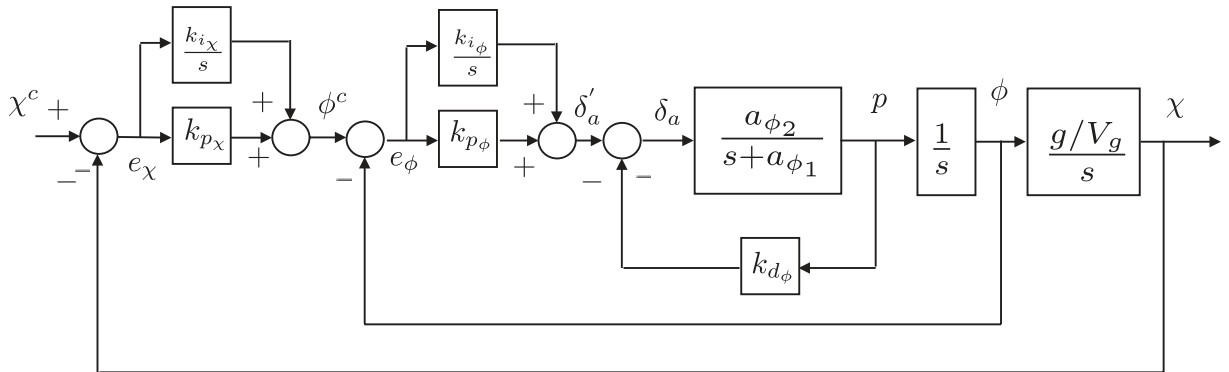 k_{i_χ}/s
k_{i_ϕ}/s
χ^c + k_{p_χ} + + ϕ^c k_{p_ϕ} + + δ_a' δ_a a_{ϕ_2}/(s+a_{ϕ_1}) p 1/s ϕ (g/V_g)/s χ
− − e_χ − e_ϕ − −
k_{d_ϕ}